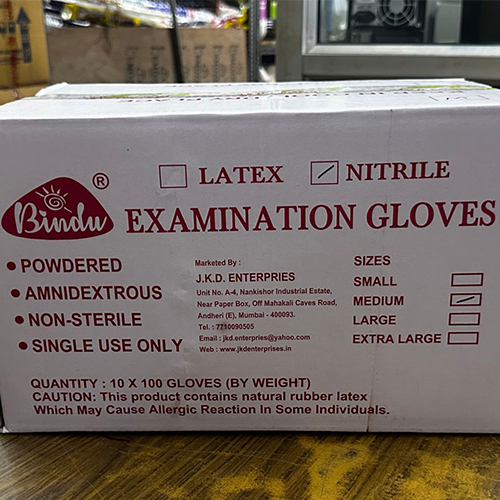 LATEX NITRILE
Bindu ®
EXAMINATION GLOVES
POWDERED
AMNIDEXTROUS
NON-STERILE
SINGLE USE ONLY
Marketed By :
J.K.D. ENTERPRIES
Unit No. A-4, Nankishor Industrial Estate,
Near Paper Box, Off Mahakali Caves Road,
Andheri (E), Mumbai - 400093.
Tel. : 7710090505
Email : jkd.enterpries@yahoo.com
Web : www.jkdenterprises.in
SIZES
SMALL
MEDIUM
LARGE
EXTRA LARGE
QUANTITY : 10 X 100 GLOVES (BY WEIGHT)
CAUTION: This product contains natural rubber latex
Which May Cause Allergic Reaction In Some Individuals.